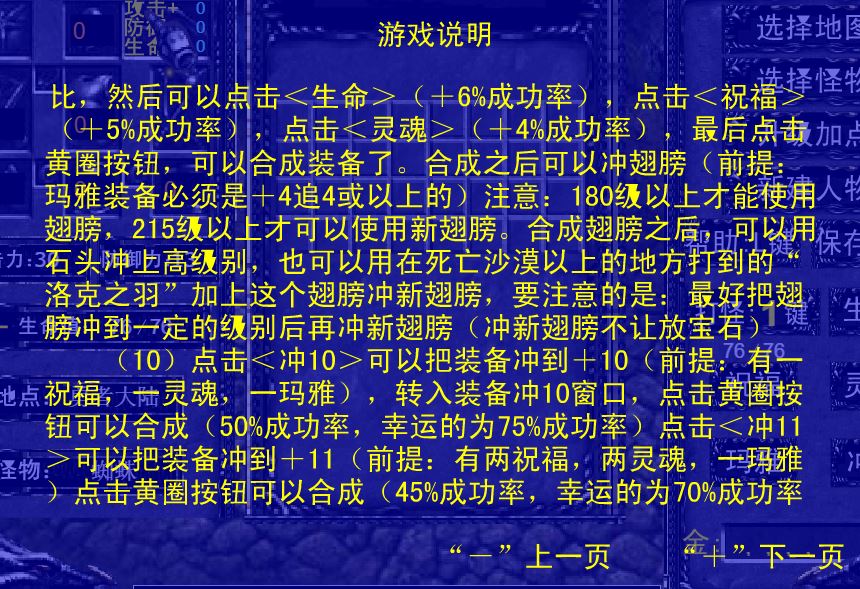 游戏说明
比，然后可以点击＜生命＞（＋6%成功率），点击＜祝福＞
（＋5%成功率），点击＜灵魂＞（＋4%成功率），最后点击
黄圈按钮，可以合成装备了。合成之后可以冲翅膀（前提：
玛雅装备必须是＋4追4或以上的）注意：180级以上才能使用
翅膀，215级以上才可以使用新翅膀。合成翅膀之后，可以用
石头冲上高级别，也可以用在死亡沙漠以上的地方打到的“
洛克之羽”加上这个翅膀冲新翅膀，要注意的是：最好把翅
膀冲到一定的级别后再冲新翅膀（冲新翅膀不让放宝石）
（10）点击＜冲10＞可以把装备冲到＋10（前提：有一
祝福，一灵魂，一玛雅），转入装备冲10窗口，点击黄圈按
钮可以合成（50%成功率，幸运的为75%成功率）点击＜冲11
＞可以把装备冲到＋11（前提：有两祝福，两灵魂，一玛雅
）点击黄圈按钮可以合成（45%成功率，幸运的为70%成功率
“－”上一页 “＋”下一页
攻击+ 0
0
0
0
选择地图
选择怪物
76/76
怪物：
金：